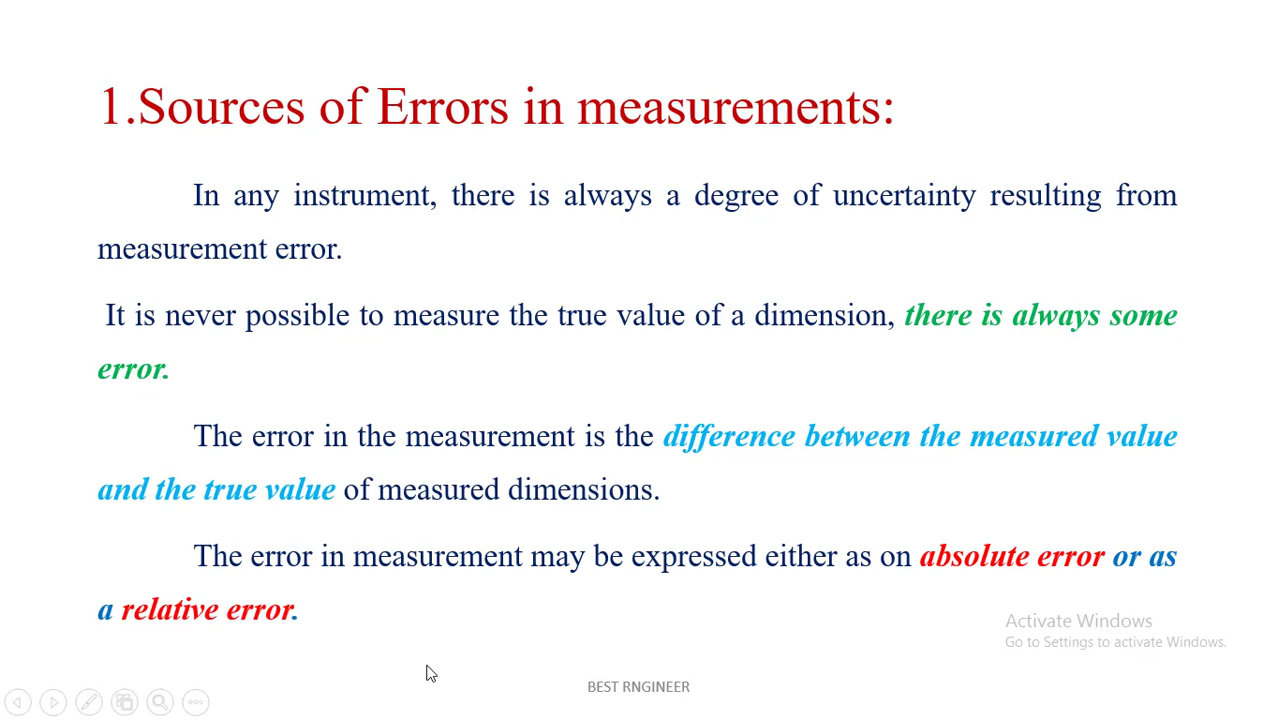 1.Sources of Errors in measurements:
In any instrument, there is always a degree of uncertainty resulting from
measurement error.
It is never possible to measure the true value of a dimension, there is always some
error.
The error in the measurement is the difference between the measured value
and the true value of measured dimensions.
The error in measurement may be expressed either as on absolute error or as
a relative error.
Activate Windows
Go to Settings to activate Windows.
BEST RNGINEER